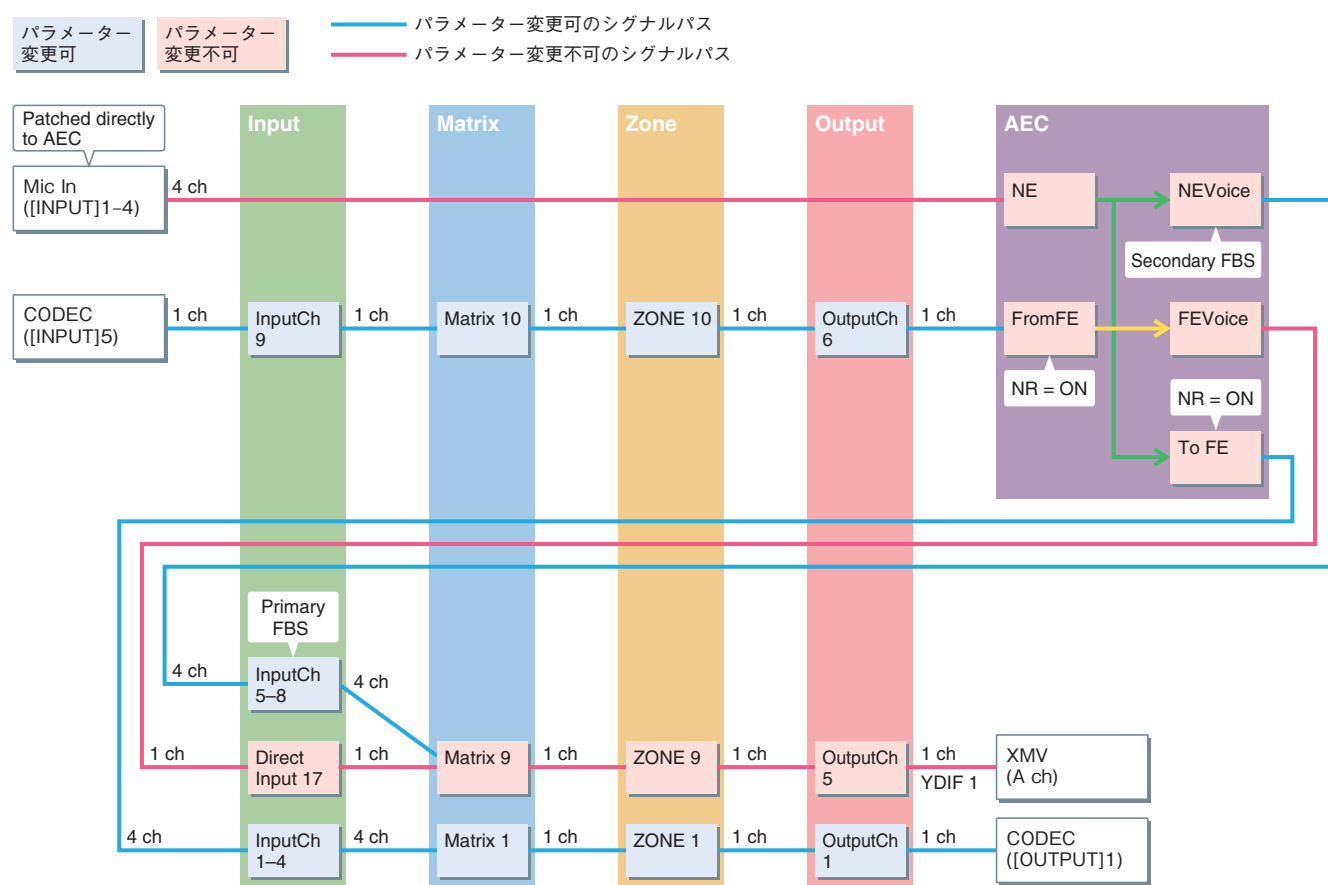 パラメーター
変更可
パラメーター
変更不可
パラメーター変更可のシグナルパス
パラメーター変更不可のシグナルパス
Patched directly
to AEC
Input
Matrix
Zone
Output
AEC
Mic In
([INPUT]1–4)
4 ch
NE
NEVoice
Secondary FBS
CODEC
([INPUT]5)
1 ch
InputCh
9
1 ch
Matrix 10
1 ch
ZONE 10
1 ch
OutputCh
6
1 ch
FromFE
FEVoice
NR = ON
NR = ON
To FE
Primary
FBS
4 ch
InputCh
5–8
4 ch
1 ch
Direct
Input 17
1 ch
Matrix 9
1 ch
ZONE 9
1 ch
OutputCh
5
1 ch
YDIF 1
XMV
(A ch)
4 ch
InputCh
1–4
4 ch
Matrix 1
1 ch
ZONE 1
1 ch
OutputCh
1
1 ch
CODEC
([OUTPUT]1)